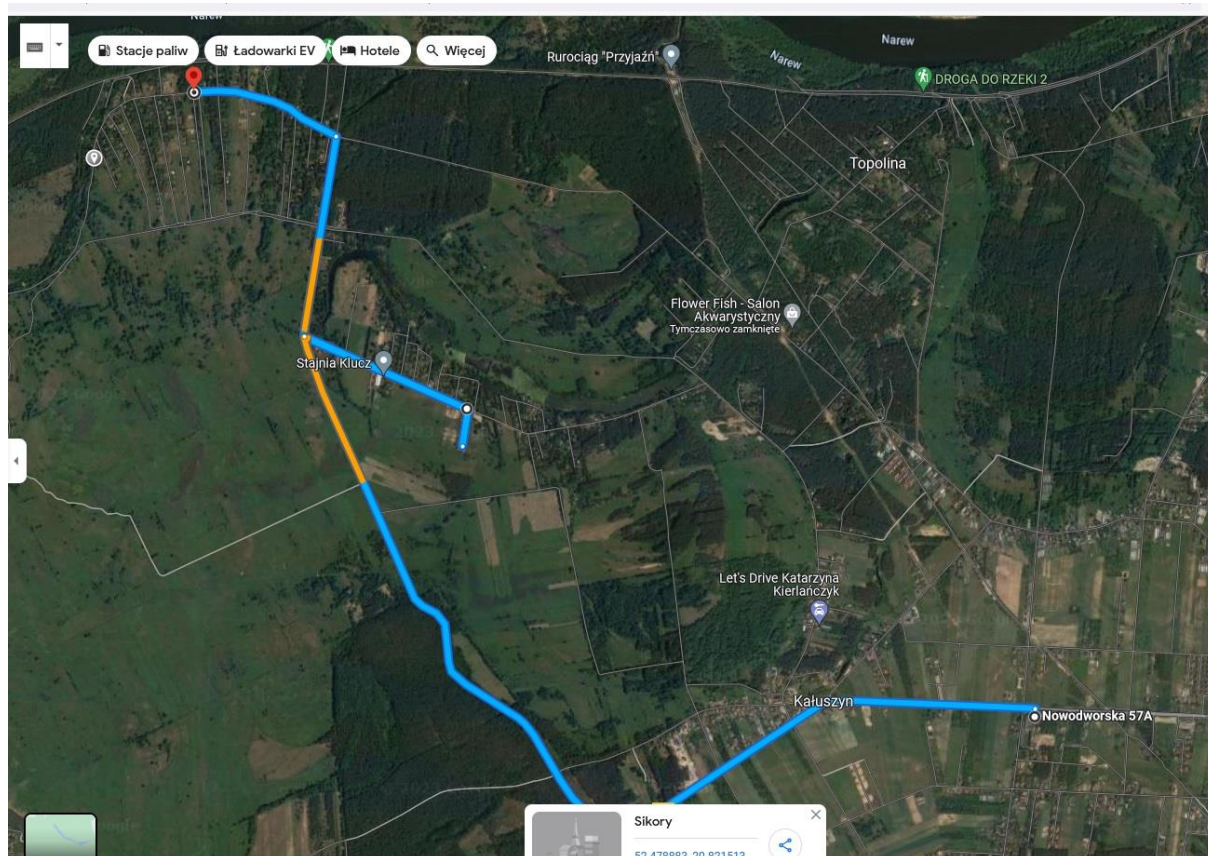 Narew
Stacje paliw
Ładowarki EV
Hotele
Więcej
Rurociąg "Przyjaźń"
Narew
Narew
DROGA DO RZEKI 2
Topolina
Flower Fish - Salon
Akwarystyczny
Tymczasowo zamknięte
Stajnia Klucz
Let's Drive Katarzyna
Kierlańczyk
Kałuszyn
Nowodworska 57A
Sikory
52.478883, 20.821513